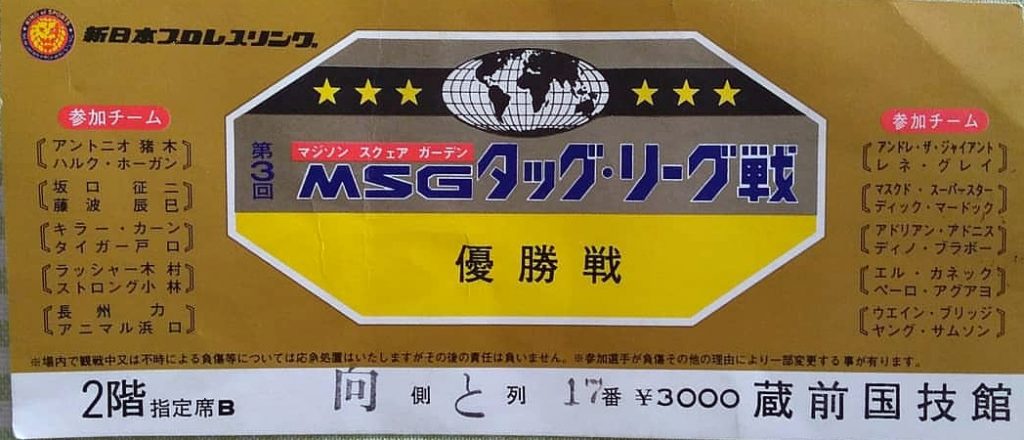 新日本プロレスリング
参加チーム
アントニオ 猪木
ハルク・ホーガン
坂口 征二
藤波 辰巳
キラー・カーン
タイガー戸口
ラッシャー木村
ストロング小林
長州 力
アニマル浜口
第3回
マジソン スクェア ガーデン
MSGタッグ・リーグ戦
優勝戦
参加チーム
アンドレ・ザ・ジャイアント
レネ・グレイ
マスクド・スーパースター
ディック・マードック
アドリアン・アドニス
ディノ・ブラボー
エル・カネック
ペーロ・アグアヨ
ウエイン・ブリッジ
ヤング・サムソン
※場内で観戦中又は不時による負傷等については応急処置はいたしますがその後の責任は負いません。※参加選手が負傷その他の理由により一部変更する事が有ります。
2階 指定席B 向 側 と 列 17番 ¥3000 蔵前国技館